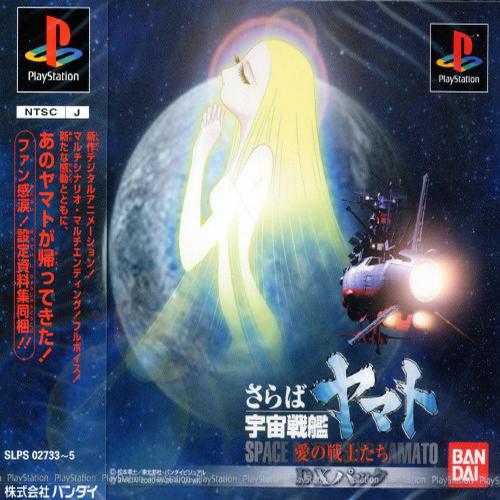 PlayStation
NTSC J
新作デジタルアニメーション!
マルチシナリオ・マルチエンディング!フルボイス!
新たな感動とともに、
あのヤマトが帰ってきた!
ファン感涙!設定資料集同梱!!
SLPS 02733~5
株式会社バンダイ
PlayStation
さらば
宇宙戦艦
ヤマト
SPACE YAMATO
愛の戦士たち
DXパック
BAN
DAI